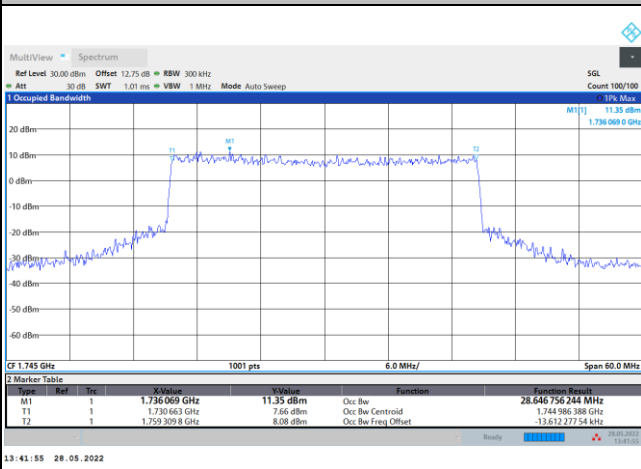 MultiView Spectrum
Ref Level 30.00 dBm Offset 12.75 dB RBW 300 kHz SGL
Att 30 dB SWT 1.01 ms VBW 1 MHz Mode Auto Sweep Count 100/100
1 Occupied Bandwidth 1Pk Max
M1[1] 11.35 dBm
1.736 069 0 GHz
20 dBm
T1 M1 T2
10 dBm
0 dBm
-10 dBm
-20 dBm
-30 dBm
-40 dBm
-50 dBm
-60 dBm
CF 1.745 GHz 1001 pts 6.0 MHz/ Span 60.0 MHz
2 Marker Table
Type Ref Trc X-Value Y-Value Function Function Result
M1 1 1.736 069 GHz 11.35 dBm Occ Bw 28.646 756 244 MHz
T1 1 1.730 663 GHz 7.66 dBm Occ Bw Centroid 1.744 986 388 GHz
T2 1 1.759 309 8 GHz 8.08 dBm Occ Bw Freq Offset -13.612 277 54 kHz
Ready 28.05.2022
13:41:55
13:41:55 28.05.2022